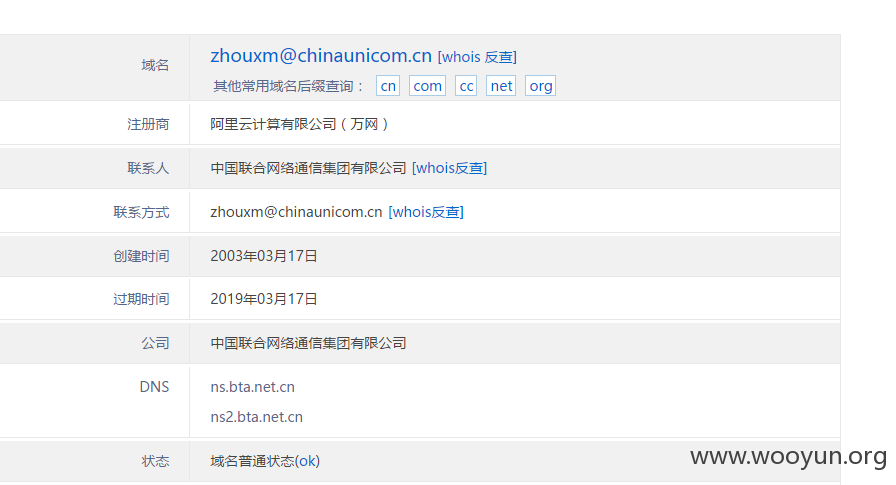 域名 zhouxm@chinaunicom.cn [whois 反查]
其他常用域名后缀查询： cn com cc net org
注册商 阿里云计算有限公司（万网）
联系人 中国联合网络通信集团有限公司 [whois反查]
联系方式 zhouxm@chinaunicom.cn [whois反查]
创建时间 2003年03月17日
过期时间 2019年03月17日
公司 中国联合网络通信集团有限公司
DNS ns.bta.net.cn
ns2.bta.net.cn
状态 域名普通状态(ok)
www.wooyun.org